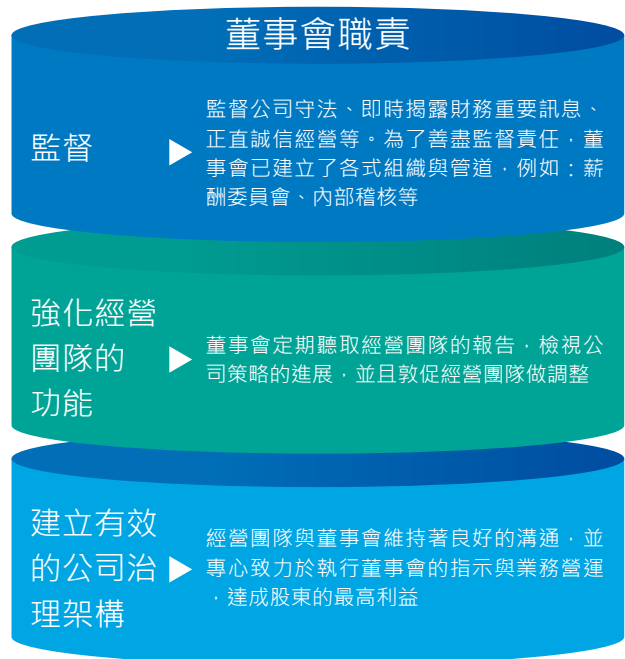 董事會職責
監督
監督公司守法、即時揭露財務重要訊息、
正直誠信經營等。為了善盡監督責任，董
事會已建立了各式組織與管道，例如：薪
酬委員會、內部稽核等
強化經營
團隊的
功能
董事會定期聽取經營團隊的報告，檢視公
司策略的進展，並且敦促經營團隊做調整
建立有效
的公司治
理架構
經營團隊與董事會維持著良好的溝通，並
專心致力於執行董事會的指示與業務營運
，達成股東的最高利益